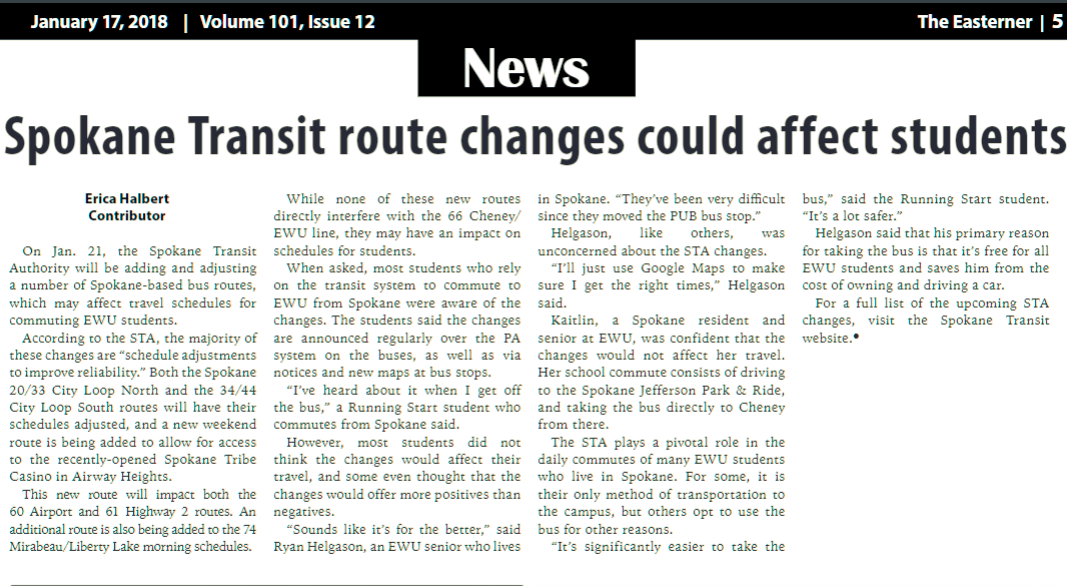 January 17, 2018 | Volume 101, Issue 12
The Easterner | 5
News
Spokane Transit route changes could affect students
Erica Halbert
Contributor
On Jan. 21, the Spokane Transit
Authority will be adding and adjusting
a number of Spokane-based bus routes,
which may affect travel schedules for
commuting EWU students.
According to the STA, the majority of
these changes are “schedule adjustments
to improve reliability.” Both the Spokane
20/33 City Loop North and the 34/44
City Loop South routes will have their
schedules adjusted, and a new weekend
route is being added to allow for access
to the recently-opened Spokane Tribe
Casino in Airway Heights.
This new route will impact both the
60 Airport and 61 Highway 2 routes. An
additional route is also being added to the 74
Mirabeau/Liberty Lake morning schedules.
While none of these new routes
directly interfere with the 66 Cheney/
EWU line, they may have an impact on
schedules for students.
When asked, most students who rely
on the transit system to commute to
EWU from Spokane were aware of the
changes. The students said the changes
are announced regularly over the PA
system on the buses, as well as via
notices and new maps at bus stops.
“I’ve heard about it when I get off
the bus,” a Running Start student who
commutes from Spokane said.
However, most students did not
think the changes would affect their
travel, and some even thought that the
changes would offer more positives than
negatives.
“Sounds like it’s for the better,” said
Ryan Helgason, an EWU senior who lives
in Spokane. “They’ve been very difficult
since they moved the PUB bus stop.”
Helgason, like others, was
unconcerned about the STA changes.
“I’ll just use Google Maps to make
sure I get the right times,” Helgason
said.
Kaitlin, a Spokane resident and
senior at EWU, was confident that the
changes would not affect her travel.
Her school commute consists of driving
to the Spokane Jefferson Park & Ride,
and taking the bus directly to Cheney
from there.
The STA plays a pivotal role in the
daily commutes of many EWU students
who live in Spokane. For some, it is
their only method of transportation to
the campus, but others opt to use the
bus for other reasons.
“It’s significantly easier to take the
bus,” said the Running Start student.
“It’s a lot safer.”
Helgason said that his primary reason
for taking the bus is that it’s free for all
EWU students and saves him from the
cost of owning and driving a car.
For a full list of the upcoming STA
changes, visit the Spokane Transit
website.•